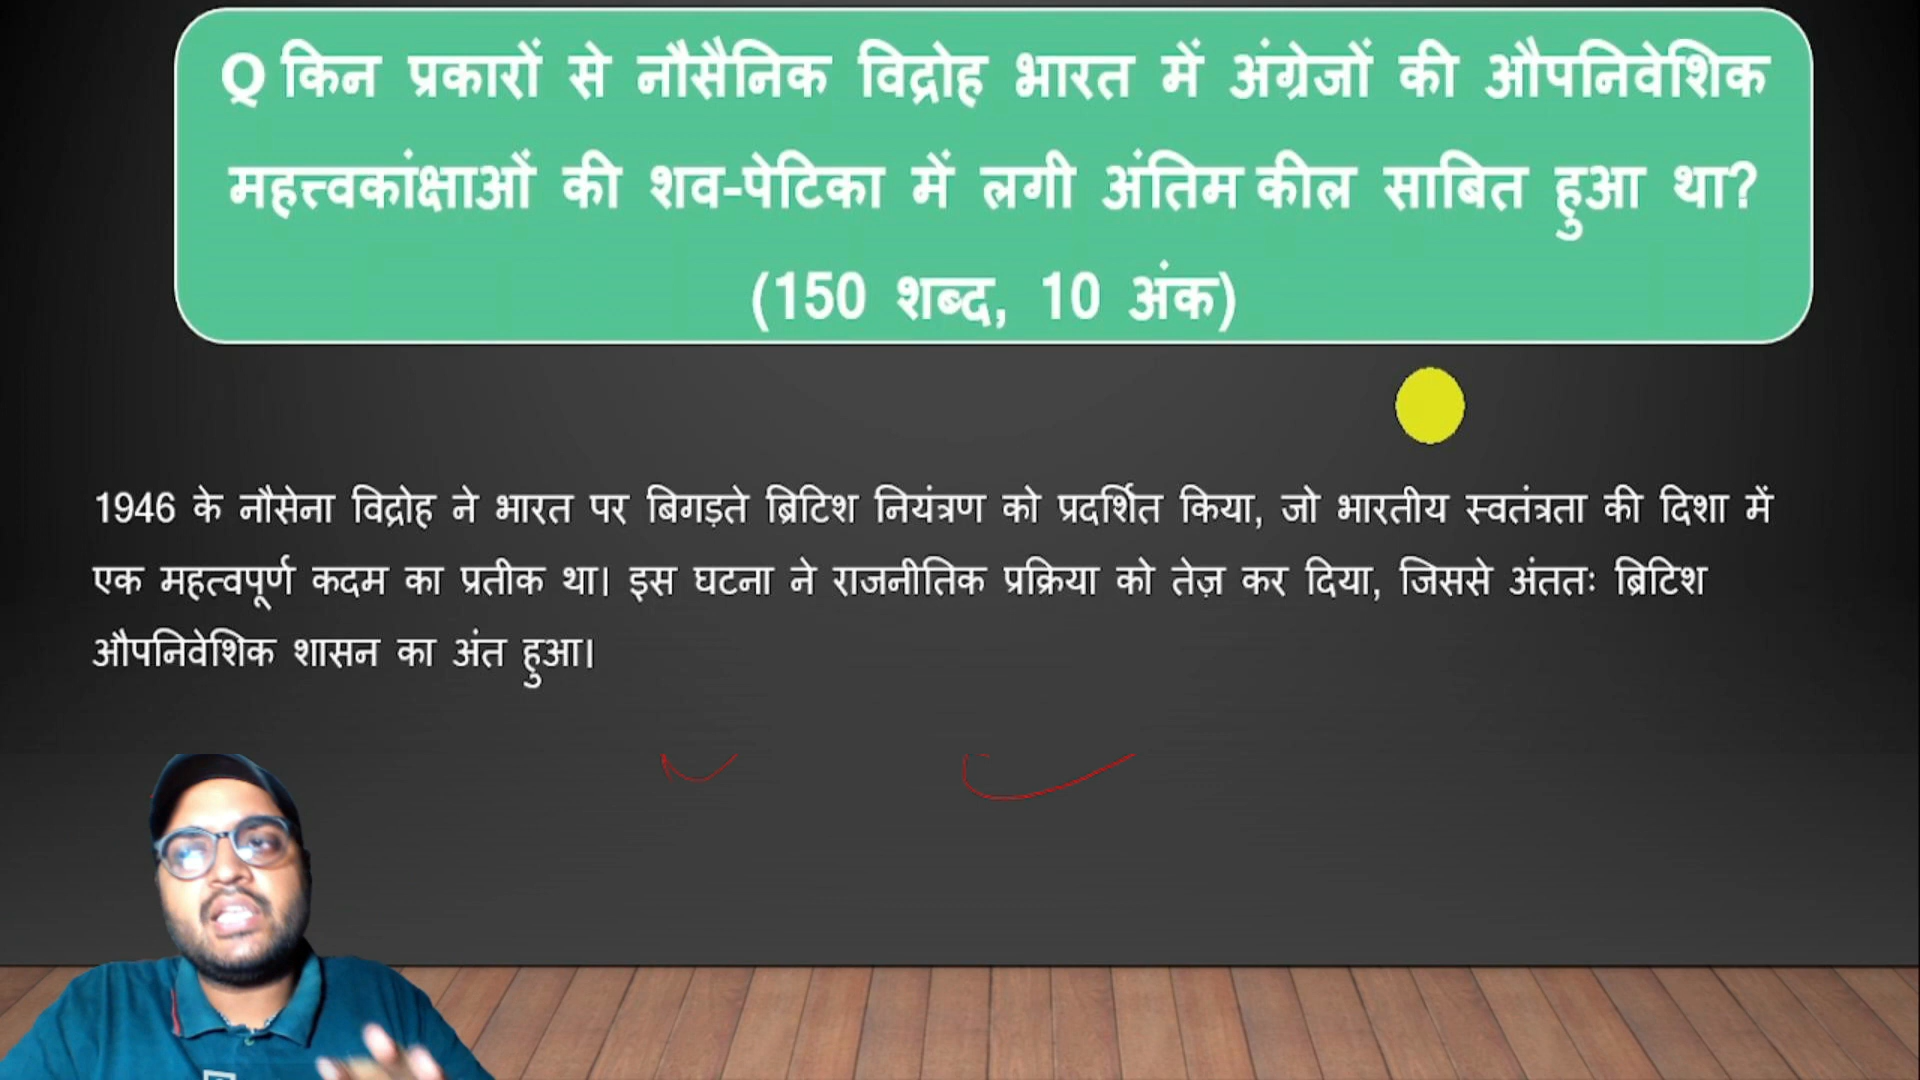 Q किन प्रकारों से नौसैनिक विद्रोह भारत में अंग्रेजों की औपनिवेशिक
महत्त्वकांक्षाओं की शव-पेटिका में लगी अंतिम कील साबित हुआ था?
(150 शब्द, 10 अंक)
1946 के नौसेना विद्रोह ने भारत पर बिगड़ते ब्रिटिश नियंत्रण को प्रदर्शित किया, जो भारतीय स्वतंत्रता की दिशा में
एक महत्वपूर्ण कदम का प्रतीक था। इस घटना ने राजनीतिक प्रक्रिया को तेज़ कर दिया, जिससे अंततः ब्रिटिश
औपनिवेशिक शासन का अंत हुआ।